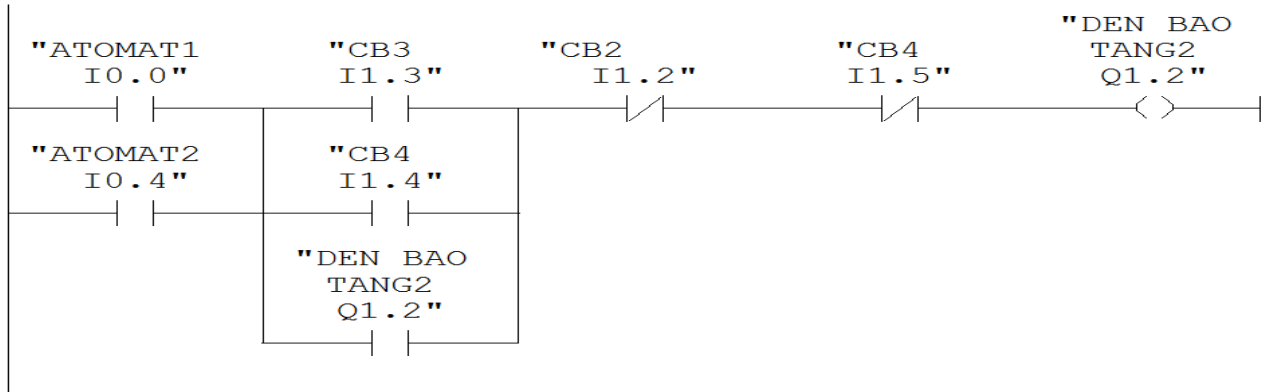 "ATOMAT1
I0.0"
"CB3
I1.3"
"CB2
I1.2"
"CB4
I1.5"
"DEN BAO
TANG2
Q1.2"
"ATOMAT2
I0.4"
"CB4
I1.4"
"DEN BAO
TANG2
Q1.2"